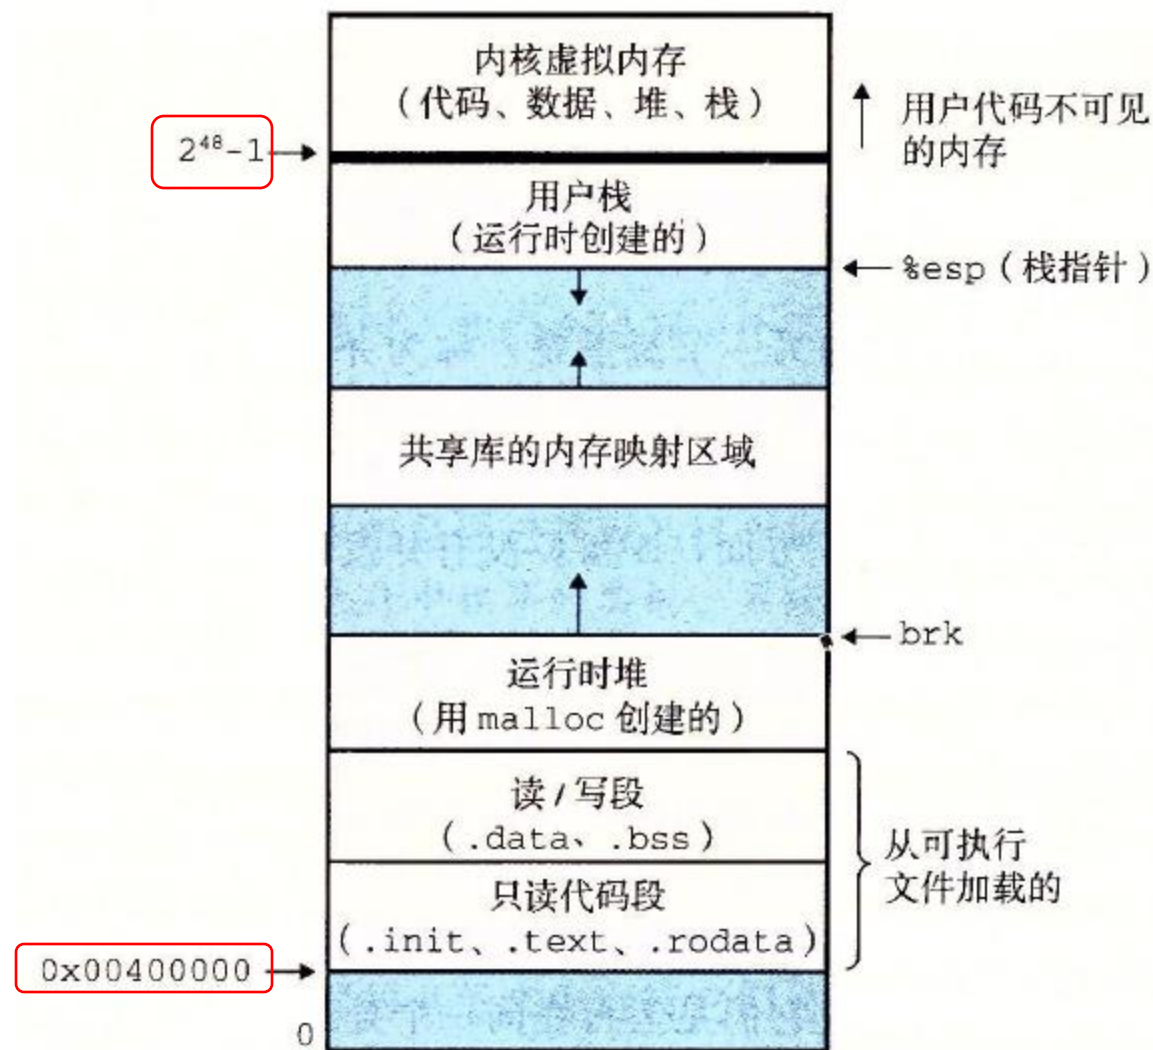 内核虚拟内存
（代码、数据、堆、栈）
用户代码不可见
的内存
2⁴⁸-1
用户栈
（运行时创建的）
%esp（栈指针）
共享库的内存映射区域
brk
运行时堆
（用 malloc 创建的）
读/写段
（.data、.bss）
从可执行
文件加载的
只读代码段
（.init、.text、.rodata）
0x00400000
0